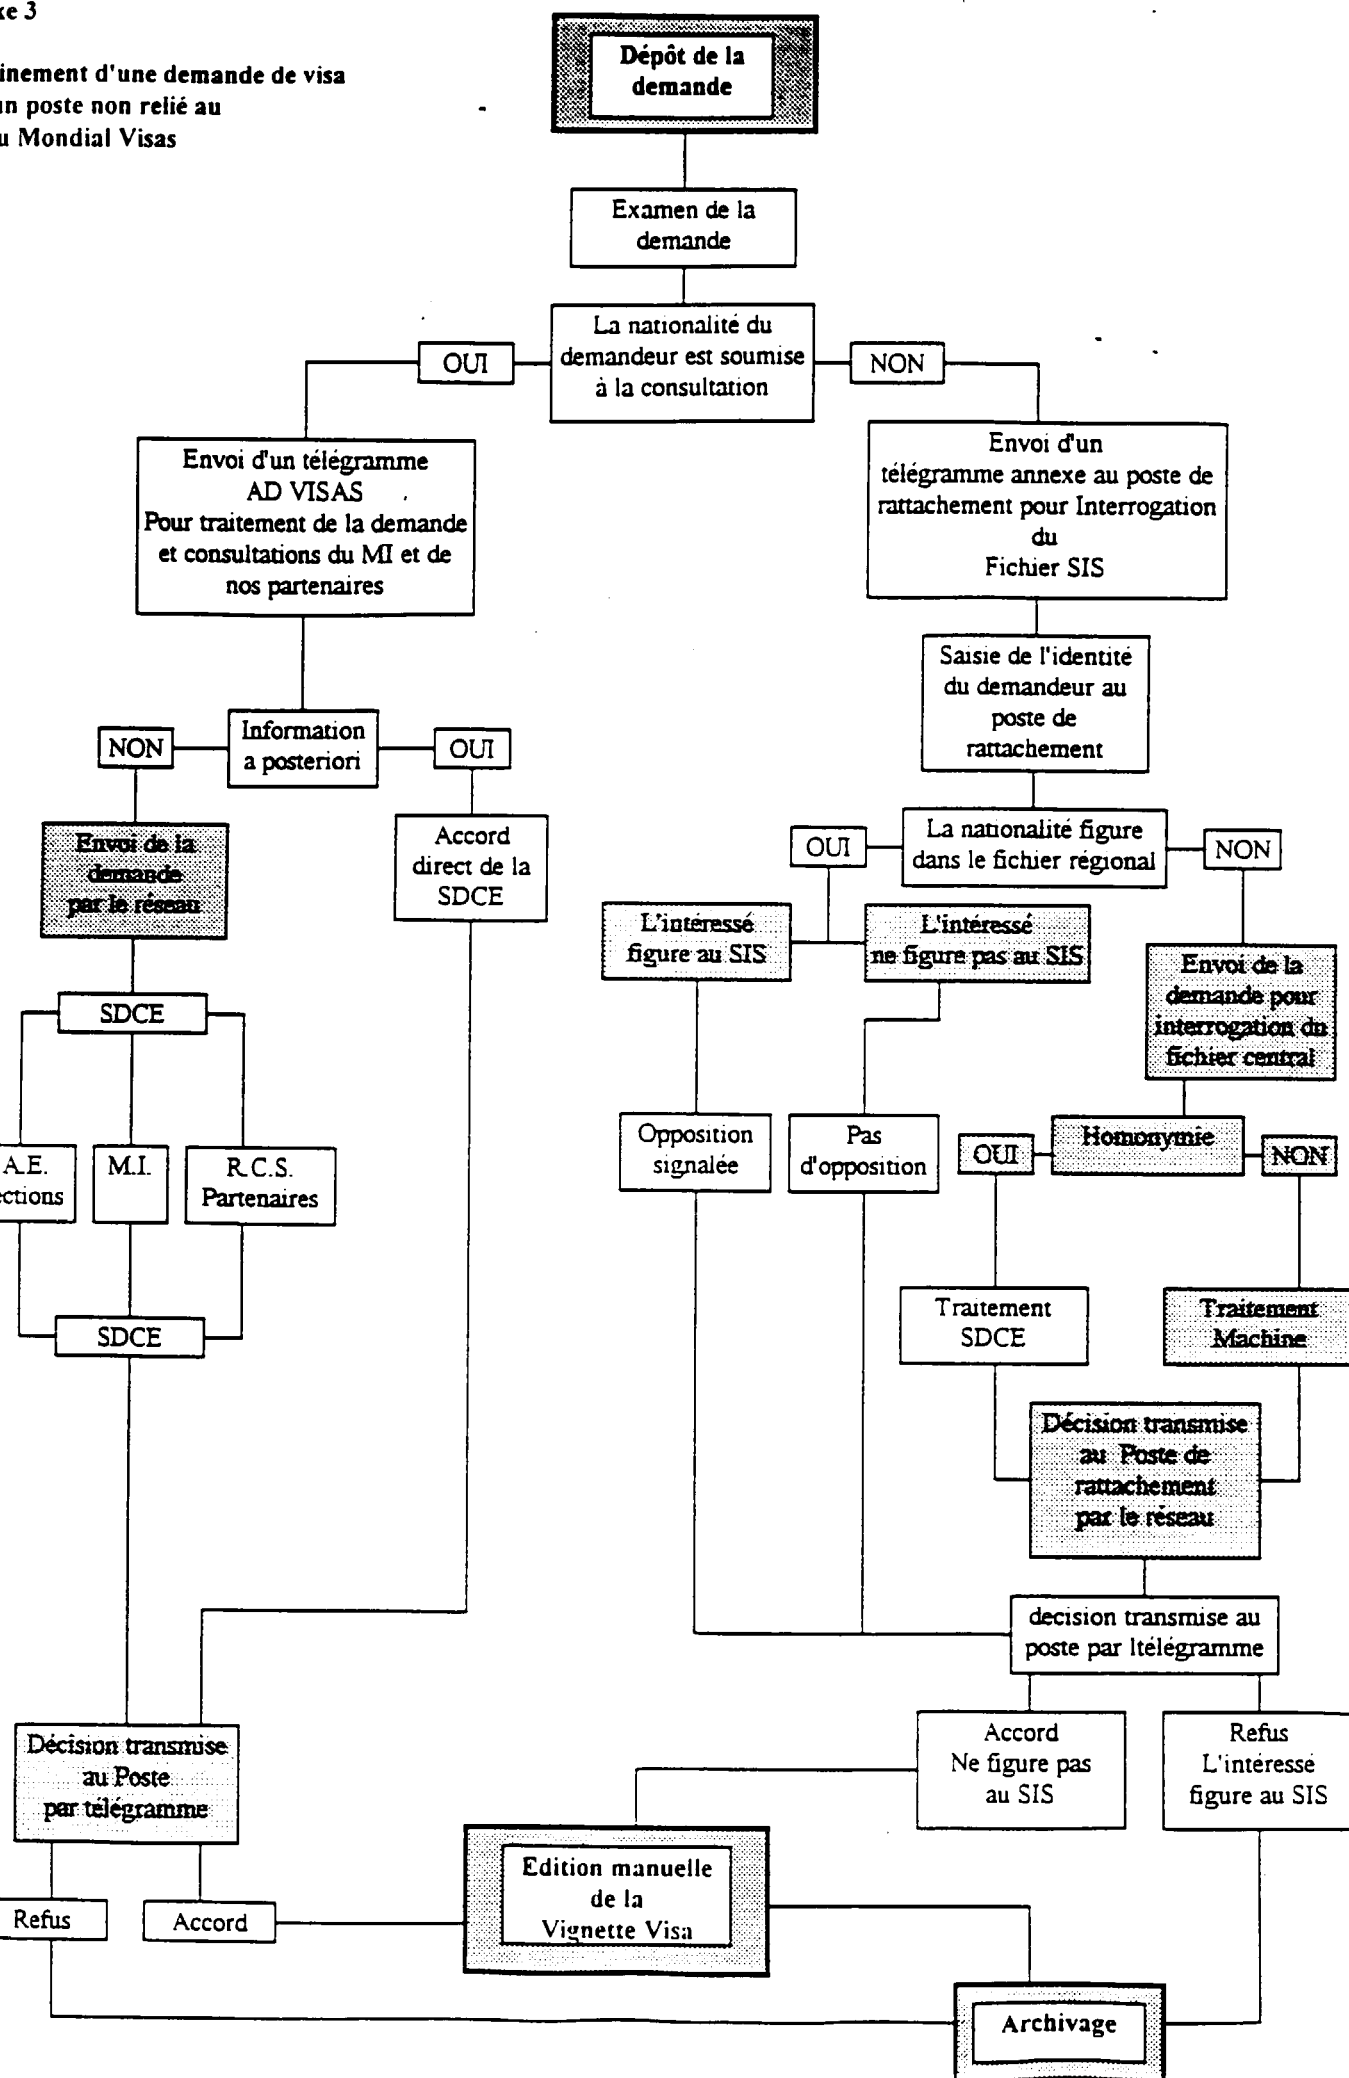 xe 3
inement d'une demande de visa
un poste non relié au
u Mondial Visas
Dépôt de la
demande
Examen de la
demande
La nationalité du
demandeur est soumise
à la consultation
OUI
NON
Envoi d'un télégramme
AD VISAS
Pour traitement de la demande
et consultations du MI et de
nos partenaires
Envoi d'un
télégramme annexe au poste de
rattachement pour Interrogation
du
Fichier SIS
Saisie de l'identité
du demandeur au
poste de
rattachement
NON
Information
a posteriori
OUI
Envoi de la
demande
par le réseau
Accord
direct de la
SDCE
OUI
La nationalité figure
dans le fichier régional
NON
L'intéressé
figure au SIS
L'intéressé
ne figure pas au SIS
Envoi de la
demande pour
interrogation du
fichier central
SDCE
A.E.
ections
M.I.
R.C.S.
Partenaires
Opposition
signalée
Pas
d'opposition
OUI
Homonymie
NON
SDCE
Traitement
SDCE
Traitement
Machine
Décision transmise
au Poste de
rattachement
par le réseau
decision transmise au
poste par ltélégramme
Décision transmise
au Poste
par télégramme
Accord
Ne figure pas
au SIS
Refus
L'intéressé
figure au SIS
Refus
Accord
Edition manuelle
de la
Vignette Visa
Archivage